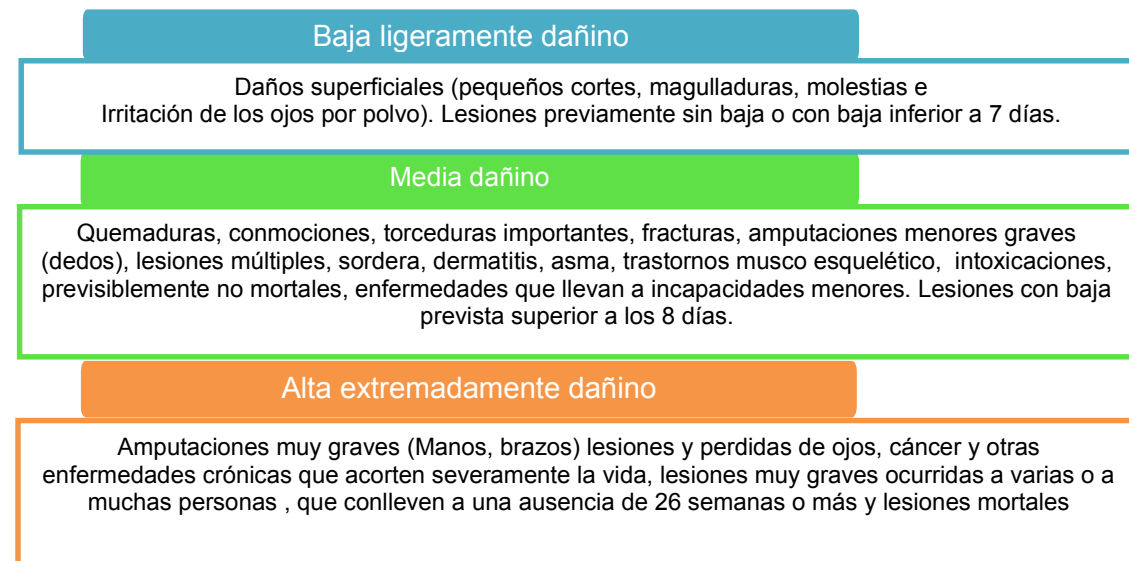 Baja ligeramente dañino
Daños superficiales (pequeños cortes, magulladuras, molestias e
Irritación de los ojos por polvo). Lesiones previamente sin baja o con baja inferior a 7 días.
Media dañino
Quemaduras, conmociones, torceduras importantes, fracturas, amputaciones menores graves
(dedos), lesiones múltiples, sordera, dermatitis, asma, trastornos musco esquelético, intoxicaciones,
previsiblemente no mortales, enfermedades que llevan a incapacidades menores. Lesiones con baja
prevista superior a los 8 días.
Alta extremadamente dañino
Amputaciones muy graves (Manos, brazos) lesiones y perdidas de ojos, cáncer y otras
enfermedades crónicas que acorten severamente la vida, lesiones muy graves ocurridas a varias o a
muchas personas , que conlleven a una ausencia de 26 semanas o más y lesiones mortales